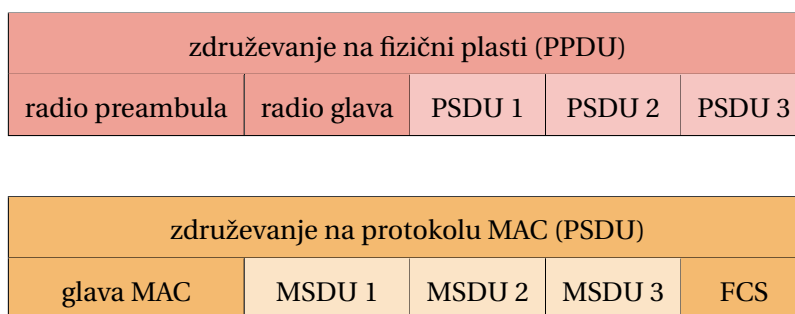 združevanje na fizični plasti (PPDU)
radio preambula radio glava PSDU 1 PSDU 2 PSDU 3
združevanje na protokolu MAC (PSDU)
glava MAC MSDU 1 MSDU 2 MSDU 3 FCS